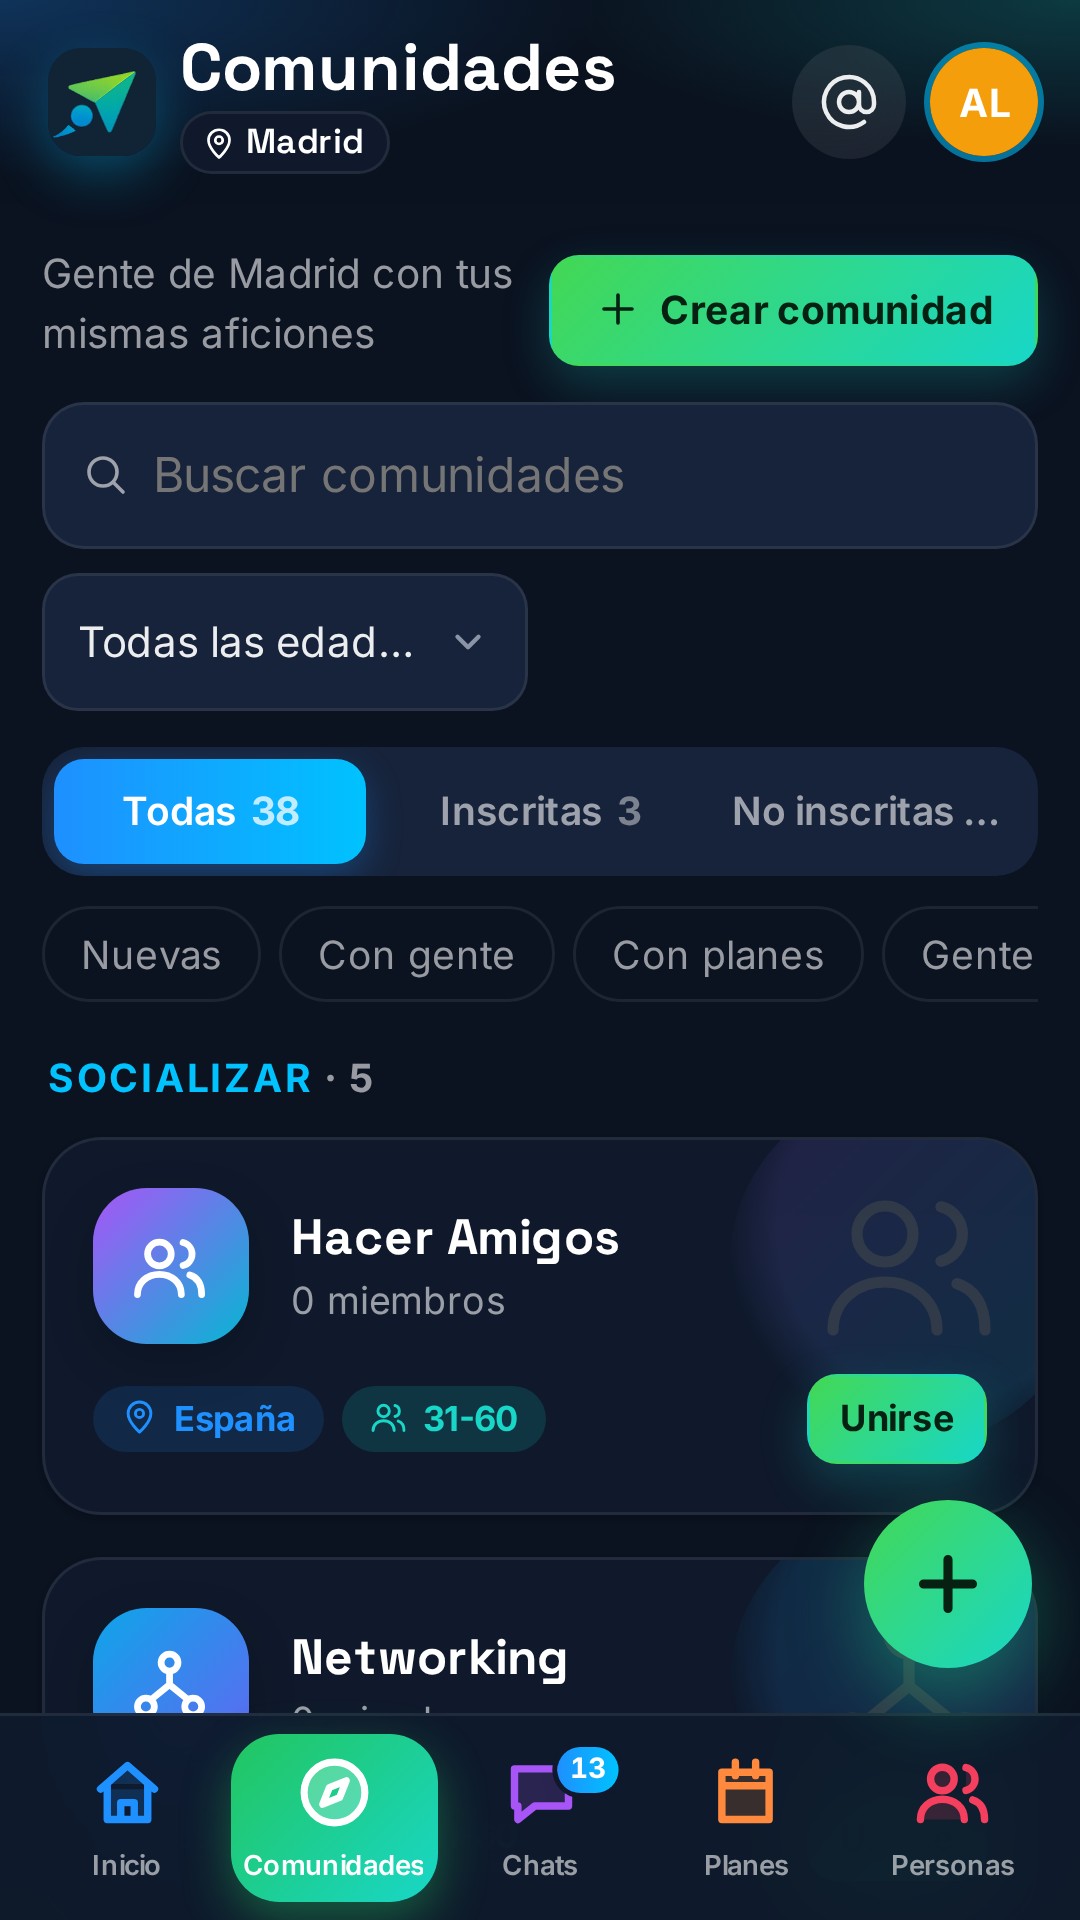 Comunidades
Madrid
@
AL
Gente de Madrid con tus
mismas aficiones
+ Crear comunidad
Buscar comunidades
Todas las edad...
Todas 38
Inscritas 3
No inscritas ...
Nuevas
Con gente
Con planes
Gente
SOCIALIZAR · 5
Hacer Amigos
0 miembros
España
31-60
Unirse
+
Networking
13
Inicio
Comunidades
Chats
Planes
Personas